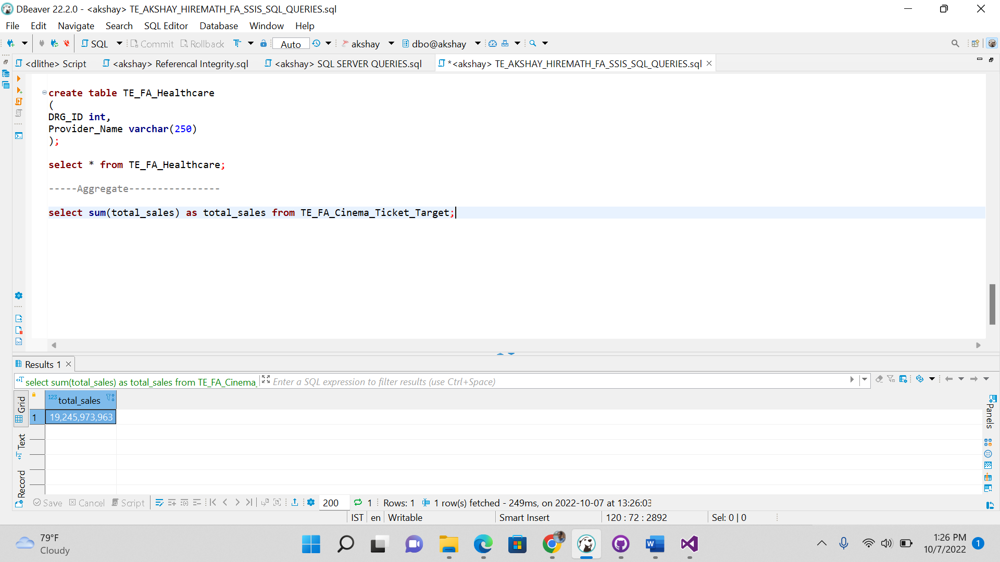 DBeaver 22.2.0 - <akshay> TE_AKSHAY_HIREMATH_FA_SSIS_SQL_QUERIES.sql
File Edit Navigate Search SQL Editor Database Window Help
SQL Commit Rollback Auto akshay dbo@akshay
<dlithe> Script <akshay> Referencal Integrity.sql <akshay> SQL SERVER QUERIES.sql *<akshay> TE_AKSHAY_HIREMATH_FA_SSIS_SQL_QUERIES.sql
create table TE_FA_Healthcare
(
DRG_ID int,
Provider_Name varchar(250)
);
select * from TE_FA_Healthcare;
-----Aggregate----------------
select sum(total_sales) as total_sales from TE_FA_Cinema_Ticket_Target;
Results 1
select sum(total_sales) as total_sales from TE_FA_Cinema_ Enter a SQL expression to filter results (use Ctrl+Space)
Grid
Text
Record
123 total_sales
1 19,245,973,963
Panels
Save Cancel Script 200 1 Rows: 1 1 row(s) fetched - 249ms, on 2022-10-07 at 13:26:03
IST en Writable Smart Insert 120 : 72 : 2892 Sel: 0 | 0
79°F
Cloudy
1:26 PM
10/7/2022
1